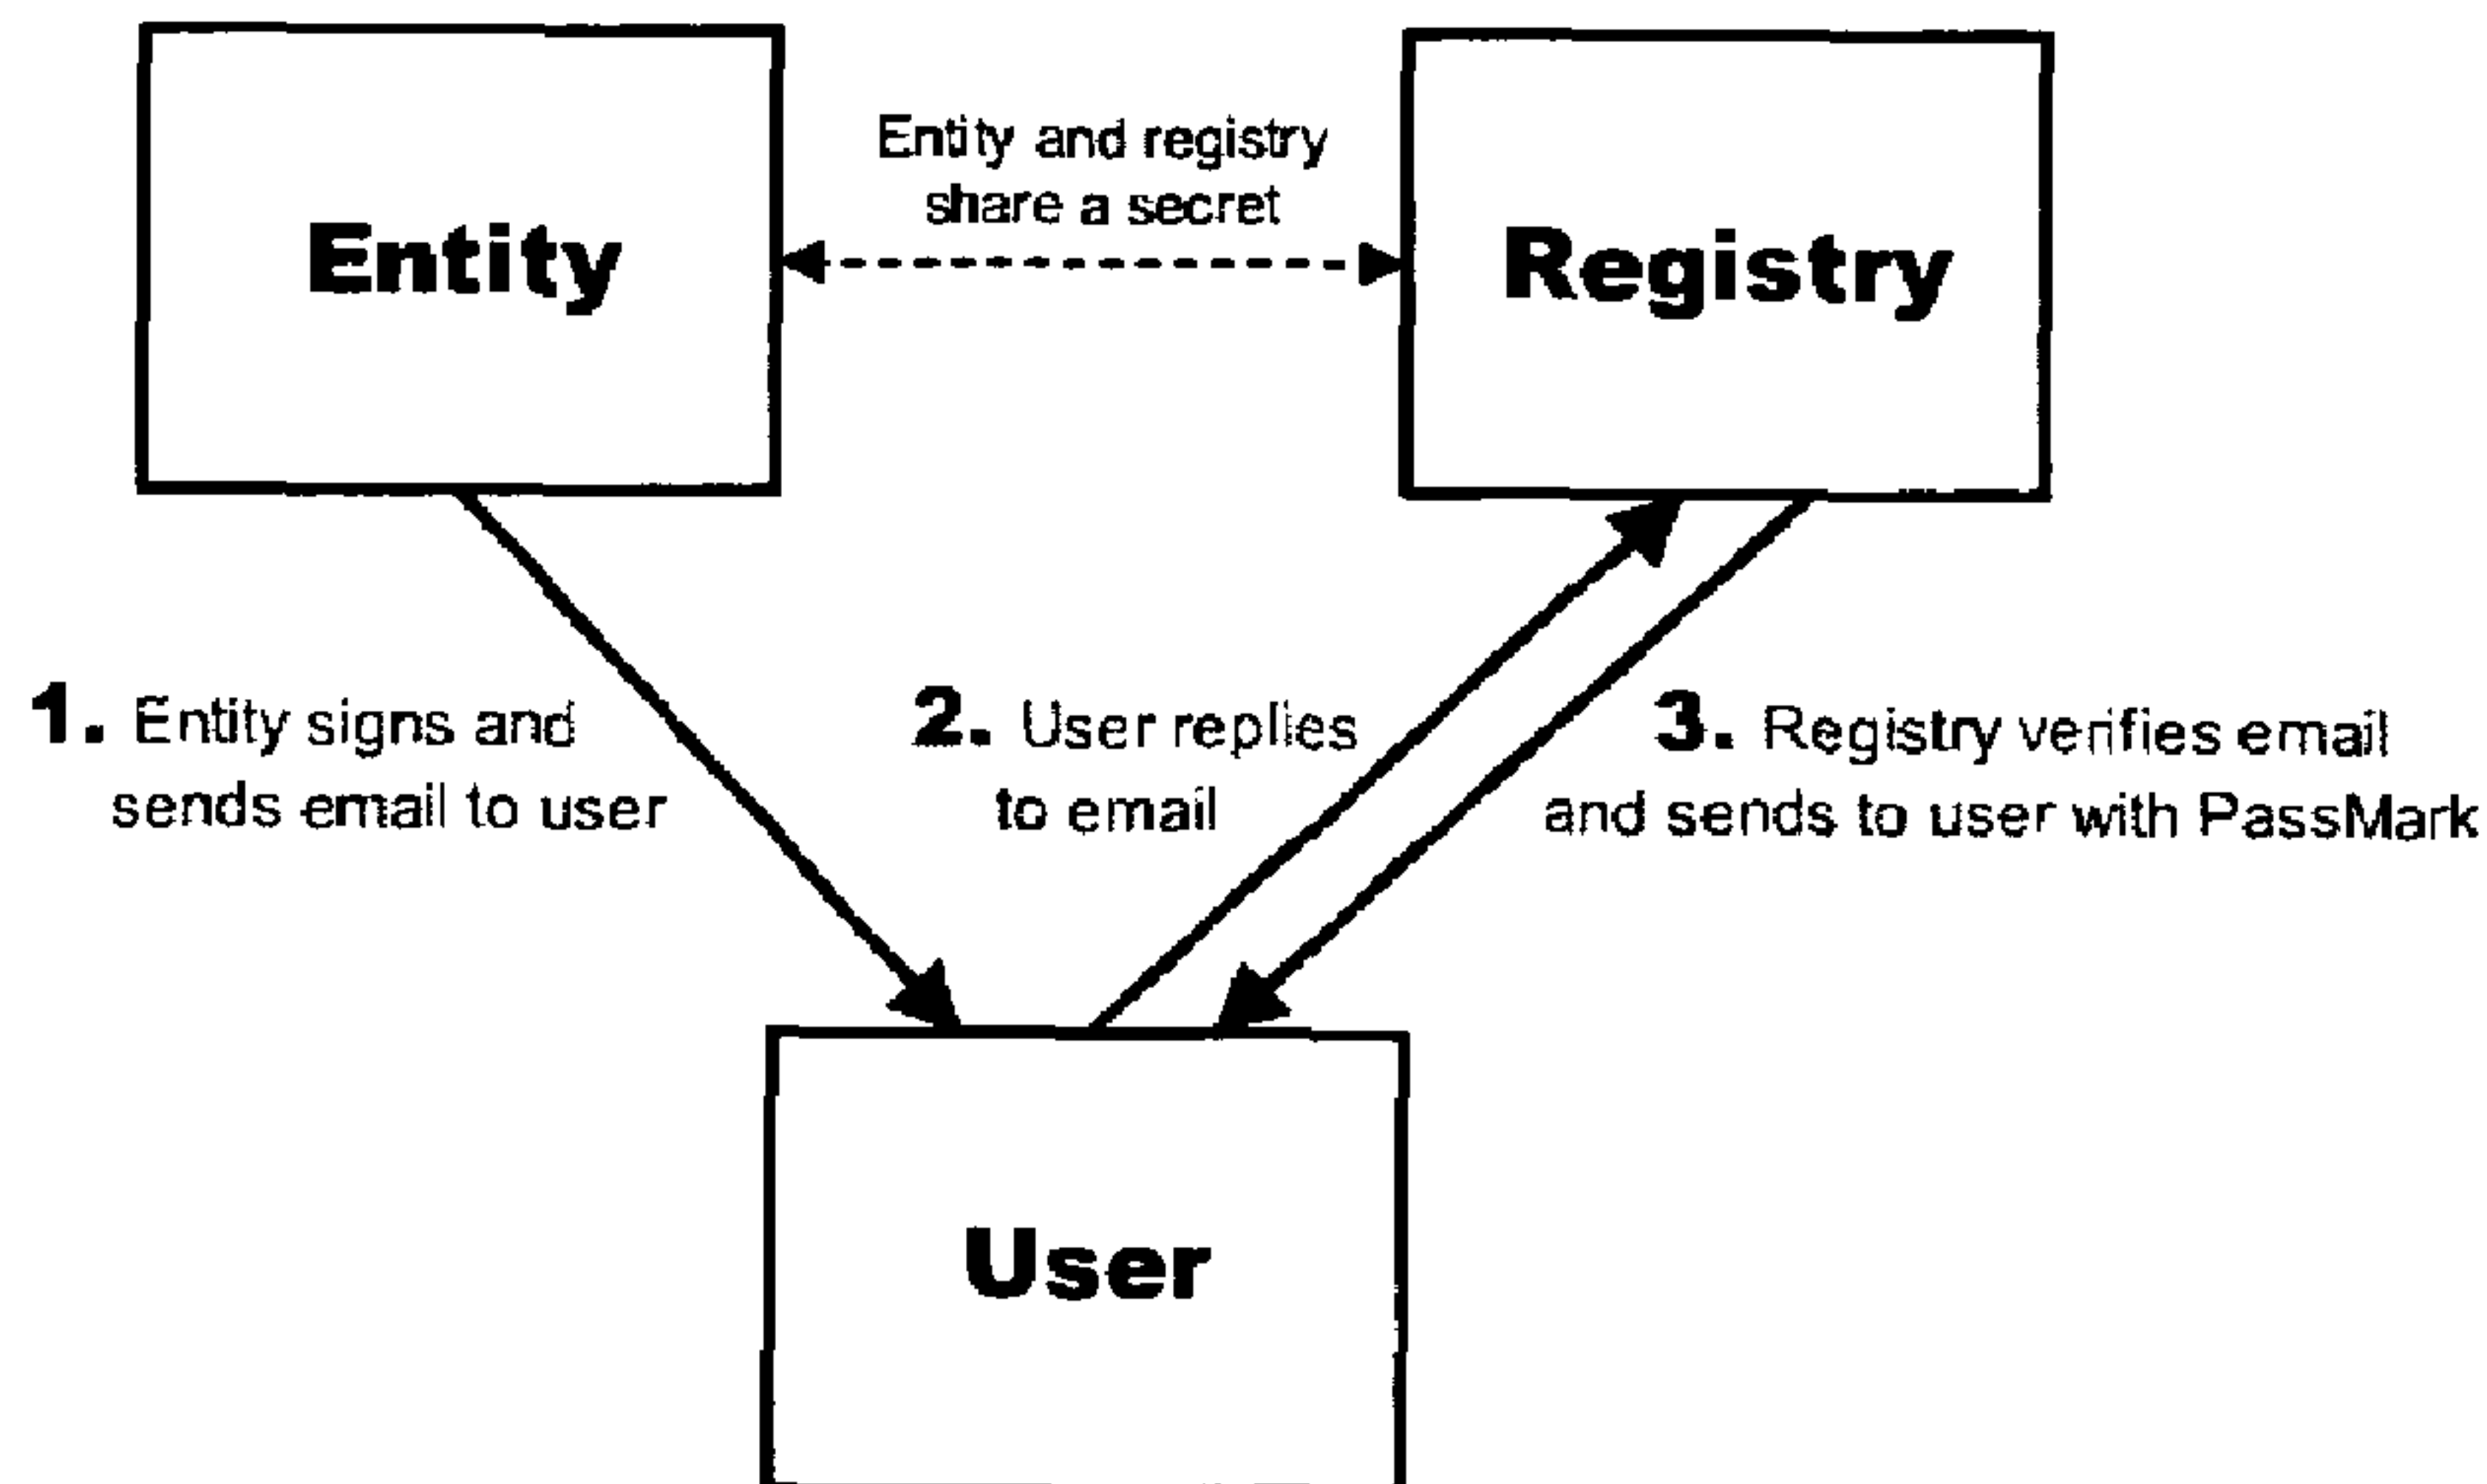 Entity and registry
share a secret
Entity
Registry
1. Entity signs and
sends email to user
2. User replies
to email
3. Registry verifies email
and sends to user with PassMark
User